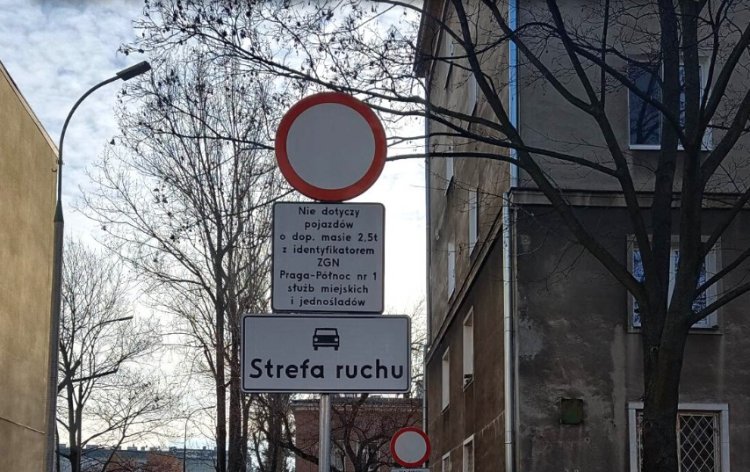 Nie dotyczy
pojazdów
o dop. masie 2,5t
z identyfikatorem
ZGN
Praga-Północ nr 1
służb miejskich
i jednośladów
Strefa ruchu